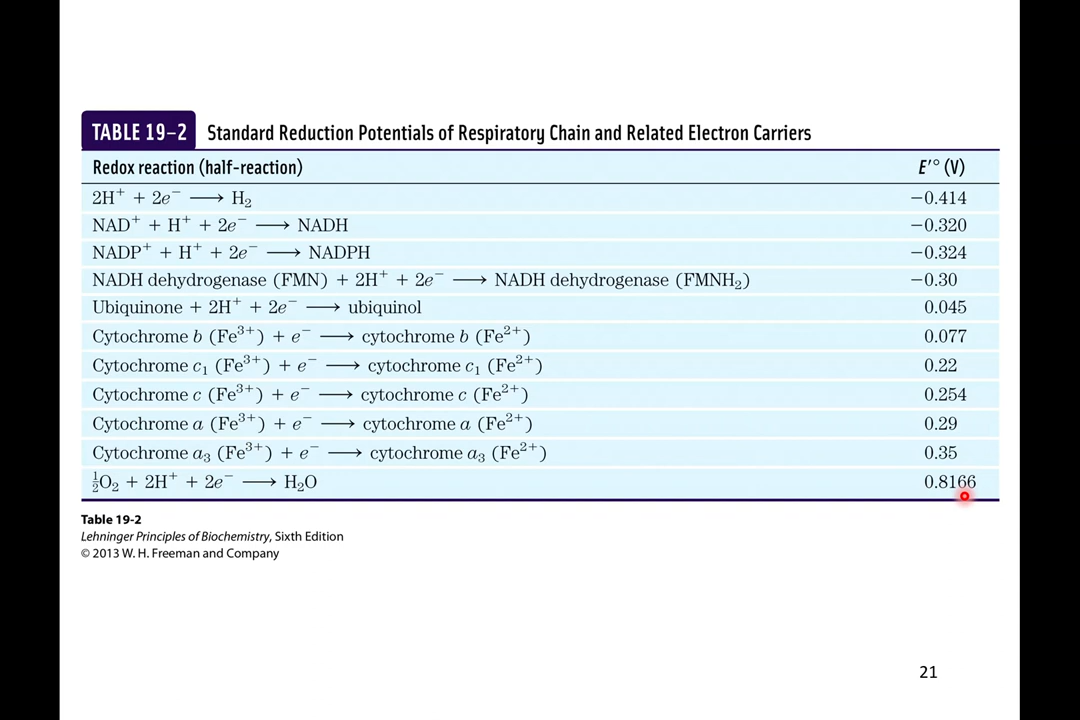 TABLE 19–2 Standard Reduction Potentials of Respiratory Chain and Related Electron Carriers
Redox reaction (half-reaction) E′° (V)
2H⁺ + 2e⁻ ⟶ H₂ −0.414
NAD⁺ + H⁺ + 2e⁻ ⟶ NADH −0.320
NADP⁺ + H⁺ + 2e⁻ ⟶ NADPH −0.324
NADH dehydrogenase (FMN) + 2H⁺ + 2e⁻ ⟶ NADH dehydrogenase (FMNH₂) −0.30
Ubiquinone + 2H⁺ + 2e⁻ ⟶ ubiquinol 0.045
Cytochrome b (Fe³⁺) + e⁻ ⟶ cytochrome b (Fe²⁺) 0.077
Cytochrome c₁ (Fe³⁺) + e⁻ ⟶ cytochrome c₁ (Fe²⁺) 0.22
Cytochrome c (Fe³⁺) + e⁻ ⟶ cytochrome c (Fe²⁺) 0.254
Cytochrome a (Fe³⁺) + e⁻ ⟶ cytochrome a (Fe²⁺) 0.29
Cytochrome a₃ (Fe³⁺) + e⁻ ⟶ cytochrome a₃ (Fe²⁺) 0.35
½O₂ + 2H⁺ + 2e⁻ ⟶ H₂O 0.8166
Table 19-2
Lehninger Principles of Biochemistry, Sixth Edition
© 2013 W. H. Freeman and Company
21